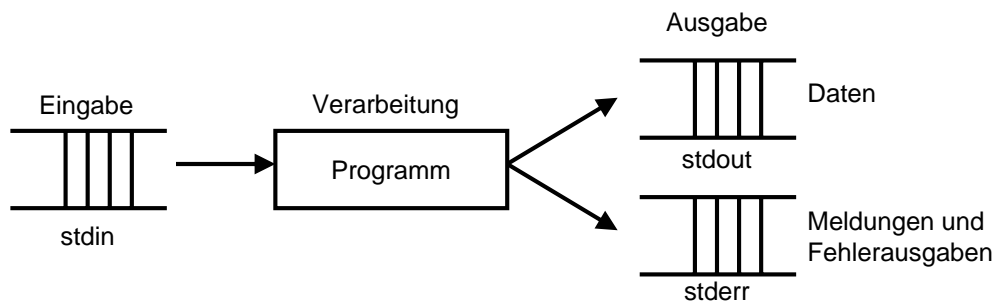 Eingabe
stdin
Verarbeitung
Programm
Ausgabe
Daten
stdout
Meldungen und
Fehlerausgaben
stderr